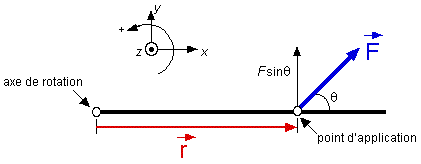 y
+
z
x
F
Fsinθ
axe de rotation
θ
point d'application
r